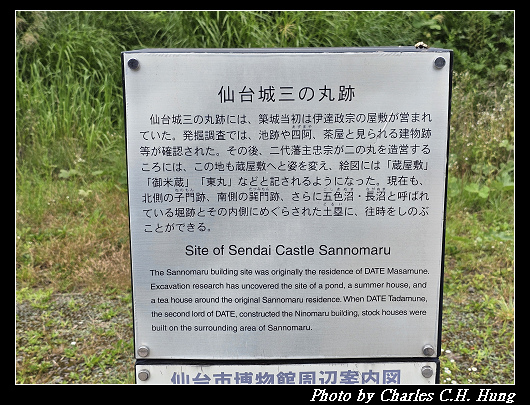 仙台城三の丸跡
仙台城三の丸跡には、築城当初は伊達政宗の屋敷が営まれ
ていた。発掘調査では、池跡や四阿、茶屋と見られる建物跡
等が確認された。その後、二代藩主忠宗が二の丸を造営する
ころには、この地も蔵屋敷へと姿を変え、絵図には「蔵屋敷」
「御米蔵」「東丸」などと記されるようになった。現在も、
北側の子門跡、南側の巽門跡、さらに五色沼・長沼と呼ばれ
ている堀跡とその内側にめぐらされた土塁に、往時をしのぶ
ことができる。
Site of Sendai Castle Sannomaru
The Sannomaru building site was originally the residence of DATE Masamune.
Excavation research has uncovered the site of a pond, a summer house, and
a tea house around the original Sannomaru residence. When DATE Tadamune,
the second lord of DATE, constructed the Ninomaru building, stock houses were
built on the surrounding area of Sannomaru.
仙台市博物館周辺案内図
Photo by Charles C.H. Hung